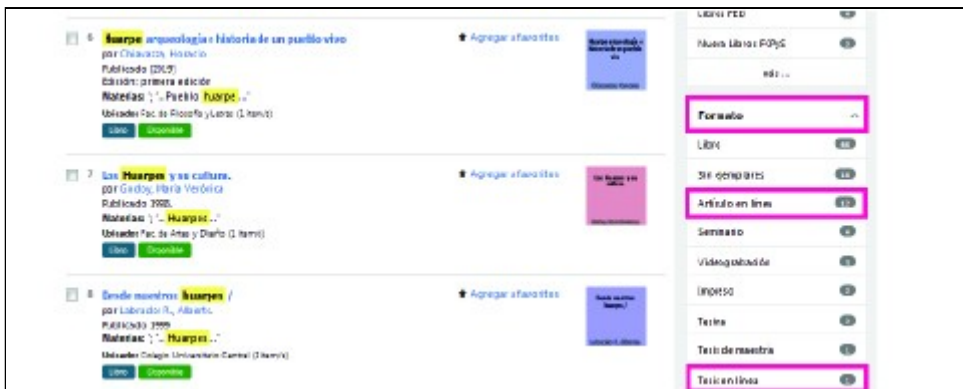 6 Huarpe arqueología e historia de un pueblo vivo
por Chiavazza, Horacio
Publicado (2019)
Edición: primera edición
Materias: '; '.. Pueblo huarpe ..'
Ubicado: Fac. de Filosofía y Letras (1 item/s)
Libro Disponible
Agregar a favoritos
7 Los Huarpes y su cultura.
por Godoy, María Verónica
Publicado 1998.
Materias: '; '.. Huarpes ..'
Ubicado: Fac. de Artes y Diseño (1 item/s)
Libro Disponible
Agregar a favoritos
8 Desde nuestros huarpes /
por Labrador R., Alberto.
Publicado 1999
Materias: '; '.. Huarpes ..'
Ubicado: Colegio Universitario Central (3 item/s)
Libro Disponible
Agregar a favoritos
Libros FED
Nuevo Libros FCPyS
más ...
Formato
Libro
Sin ejemplares
Artículo en línea
Seminario
Videograbación
Impreso
Tesina
Tesis de maestría
Tesis en línea